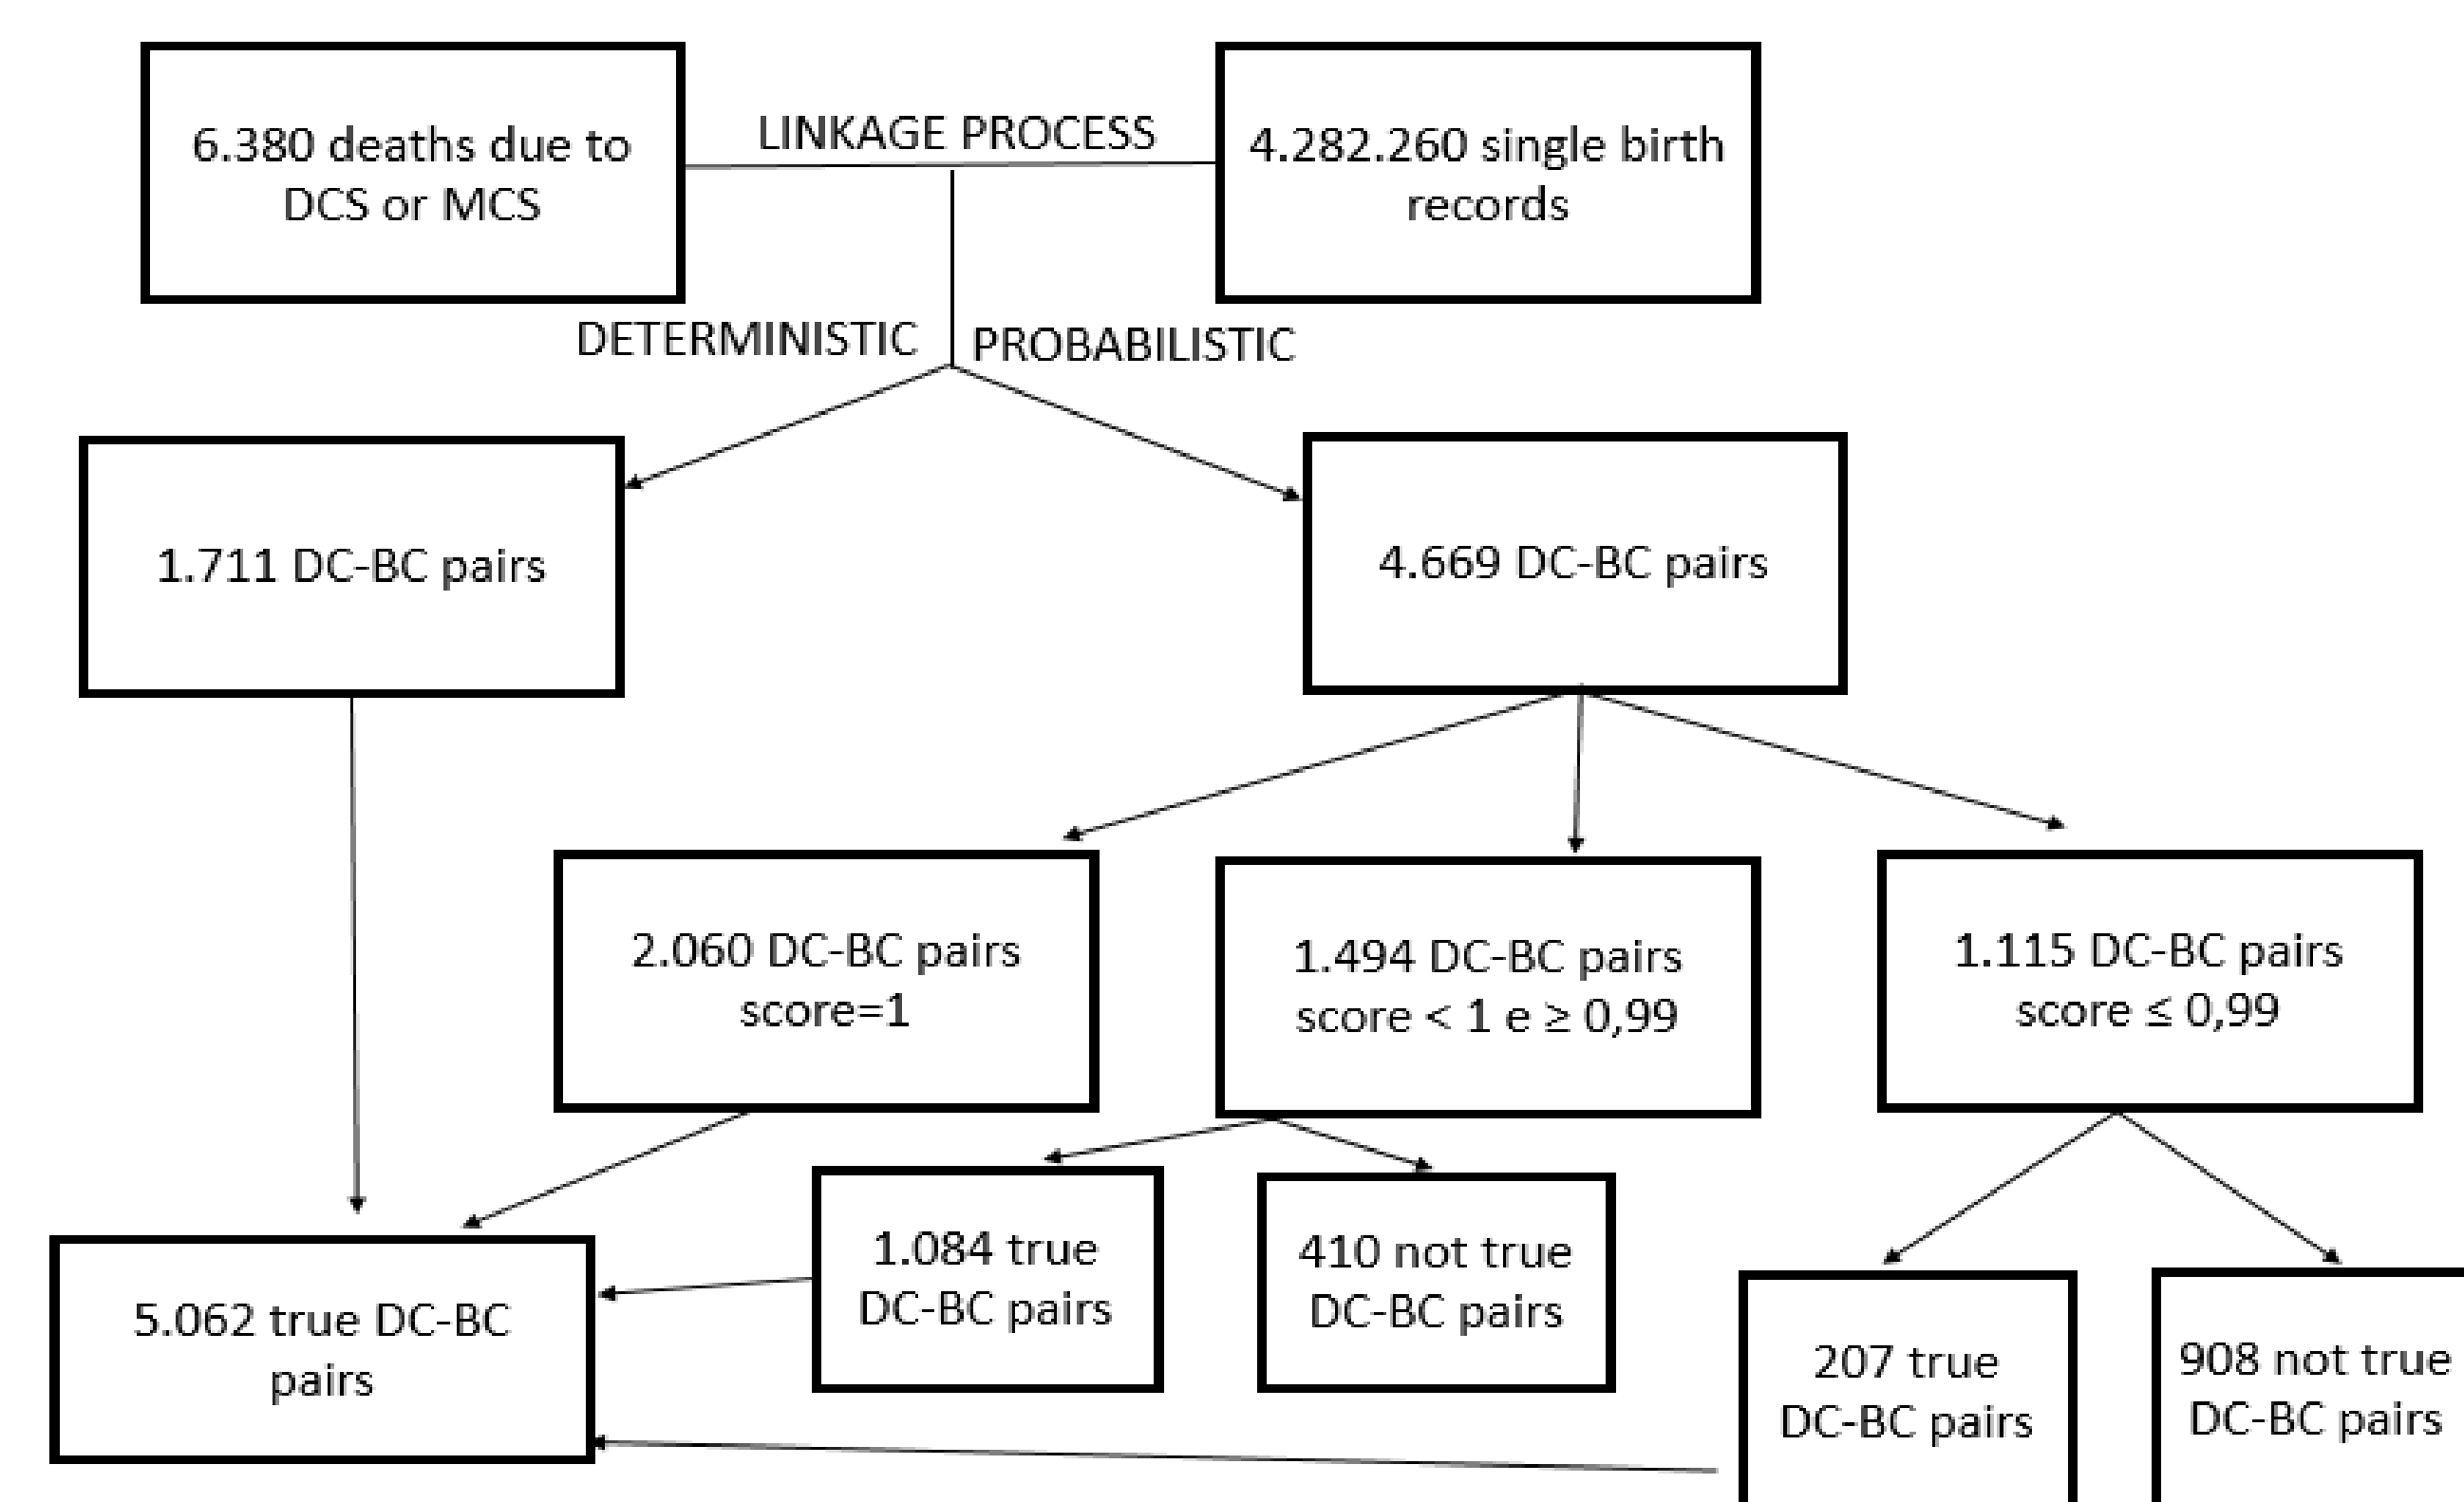 6.380 deaths due to
DCS or MCS
LINKAGE PROCESS
4.282.260 single birth
records
DETERMINISTIC
PROBABILISTIC
1.711 DC-BC pairs
4.669 DC-BC pairs
2.060 DC-BC pairs
score=1
1.494 DC-BC pairs
score < 1 e ≥ 0,99
1.115 DC-BC pairs
score ≤ 0,99
5.062 true DC-BC
pairs
1.084 true
DC-BC pairs
410 not true
DC-BC pairs
207 true
DC-BC pairs
908 not true
DC-BC pairs